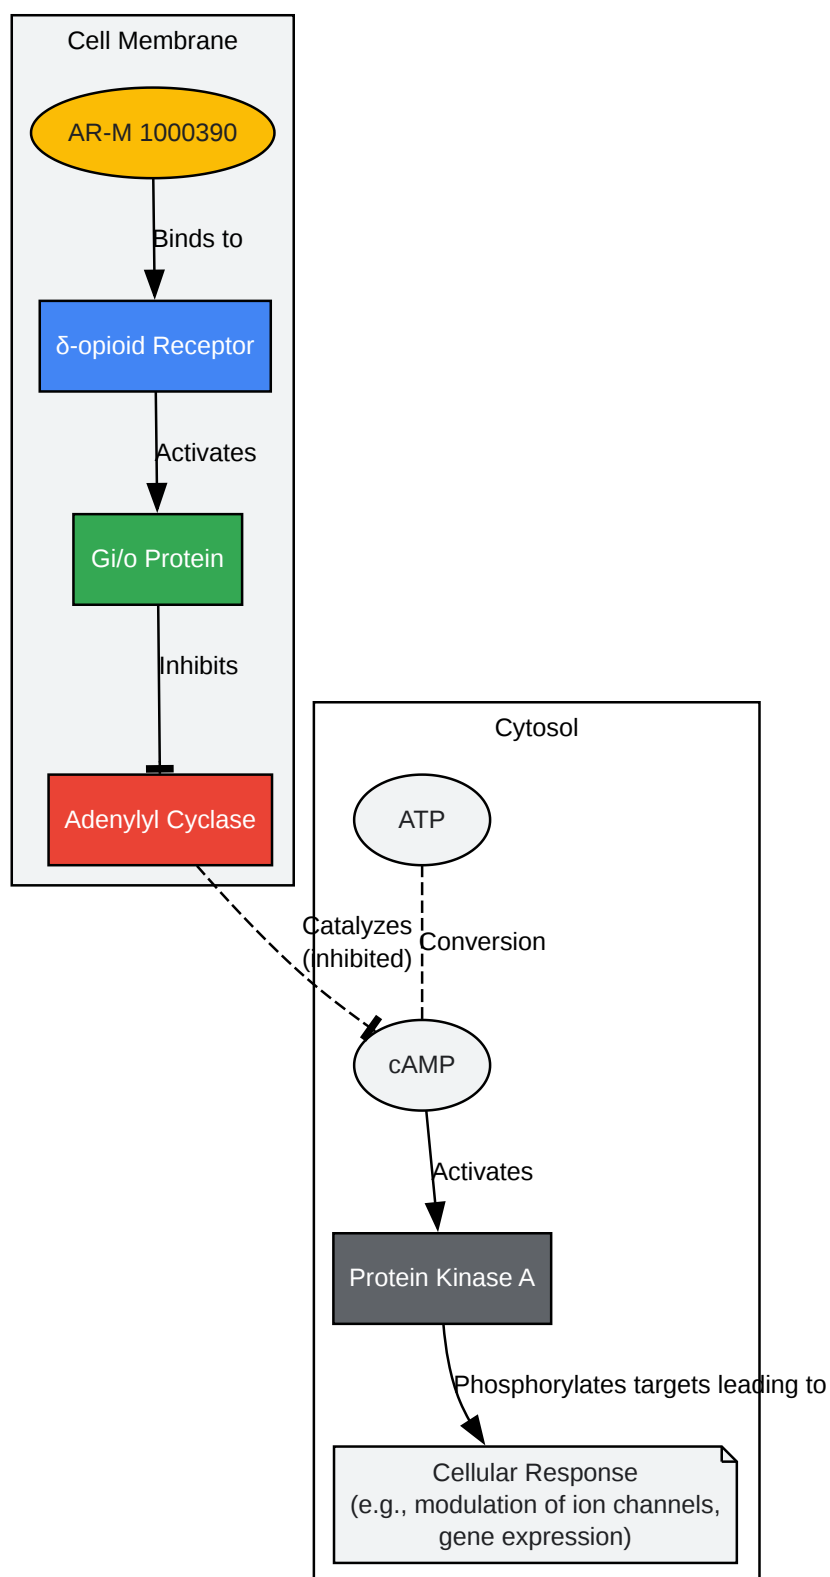 Cell Membrane
AR-M 1000390
Binds to
δ-opioid Receptor
Activates
Gi/o Protein
Inhibits
Adenylyl Cyclase
Cytosol
ATP
Catalyzes
(inhibited)
Conversion
cAMP
Activates
Protein Kinase A
Phosphorylates targets leading to
Cellular Response
(e.g., modulation of ion channels,
gene expression)